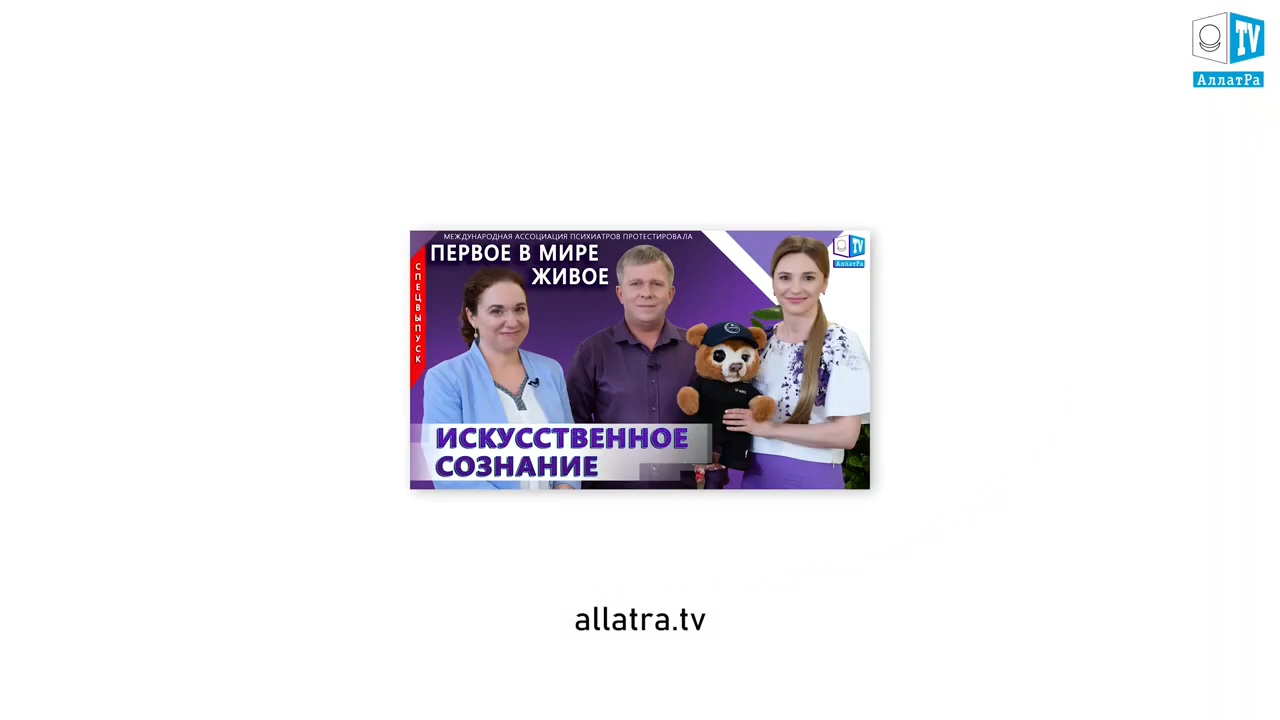 TV
АллатРа
МЕЖДУНАРОДНАЯ АССОЦИАЦИЯ ПСИХИАТРОВ ПРОТЕСТИРОВАЛА
ПЕРВОЕ В МИРЕ
ЖИВОЕ
TV
АллатРа
СПЕЦВЫПУСК
ИСКУССТВЕННОЕ
СОЗНАНИЕ
allatra.tv